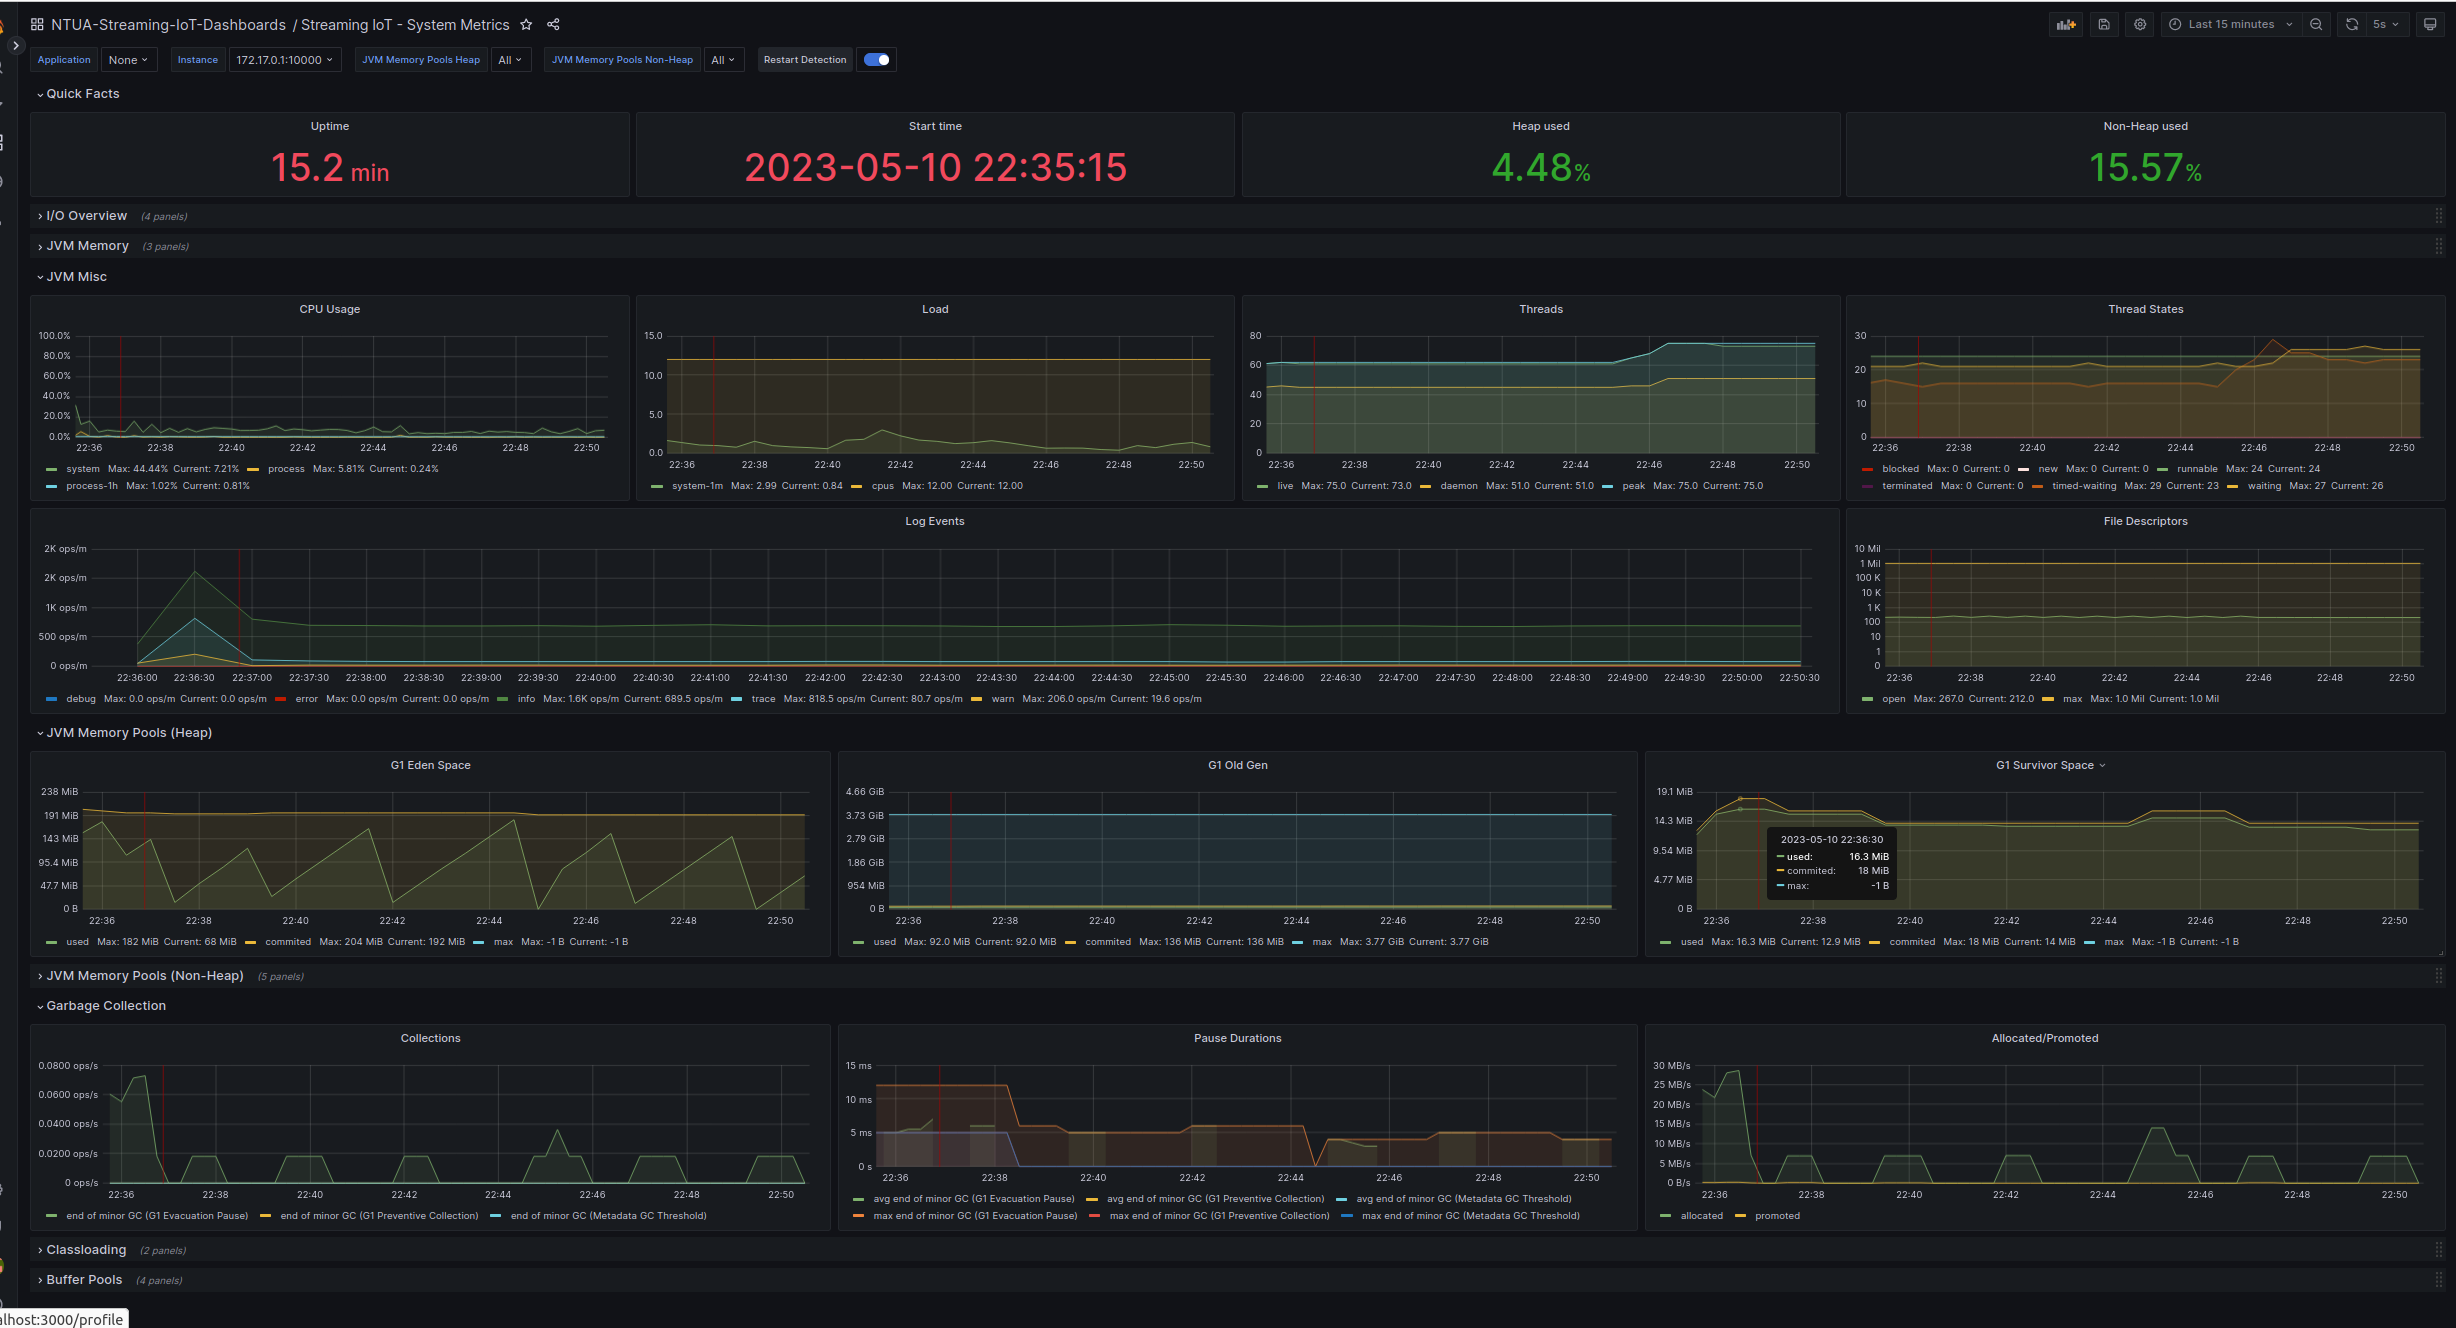 NTUA-Streaming-IoT-Dashboards / Streaming IoT - System Metrics
Last 15 minutes 5s
Application None Instance 172.17.0.1:10000 JVM Memory Pools Heap All JVM Memory Pools Non-Heap All Restart Detection
Quick Facts
Uptime Start time Heap used Non-Heap used
15.2 min 2023-05-10 22:35:15 4.48% 15.57%
I/O Overview (4 panels)
JVM Memory (3 panels)
JVM Misc
CPU Usage
100.0%
80.0%
60.0%
40.0%
20.0%
0.0%
22:36 22:38 22:40 22:42 22:44 22:46 22:48 22:50
system Max: 44.44% Current: 7.21% process Max: 5.81% Current: 0.24%
process-1h Max: 1.02% Current: 0.81%
Load
15.0
10.0
5.0
0.0
22:36 22:38 22:40 22:42 22:44 22:46 22:48 22:50
system-1m Max: 2.99 Current: 0.84 cpus Max: 12.00 Current: 12.00
Threads
80
60
40
20
0
22:36 22:38 22:40 22:42 22:44 22:46 22:48 22:50
live Max: 75.0 Current: 73.0 daemon Max: 51.0 Current: 51.0 peak Max: 75.0 Current: 75.0
Thread States
30
20
10
0
22:36 22:38 22:40 22:42 22:44 22:46 22:48 22:50
blocked Max: 0 Current: 0 new Max: 0 Current: 0 runnable Max: 24 Current: 24
terminated Max: 0 Current: 0 timed-waiting Max: 29 Current: 23 waiting Max: 27 Current: 26
Log Events
2K ops/m
2K ops/m
1K ops/m
500 ops/m
0 ops/m
22:36:00 22:36:30 22:37:00 22:37:30 22:38:00 22:38:30 22:39:00 22:39:30 22:40:00 22:40:30 22:41:00 22:41:30 22:42:00 22:42:30 22:43:00 22:43:30 22:44:00 22:44:30 22:45:00 22:45:30 22:46:00 22:46:30 22:47:00 22:47:30 22:48:00 22:48:30 22:49:00 22:49:30 22:50:00 22:50:30
debug Max: 0.0 ops/m Current: 0.0 ops/m error Max: 0.0 ops/m Current: 0.0 ops/m info Max: 1.6K ops/m Current: 689.5 ops/m trace Max: 818.5 ops/m Current: 80.7 ops/m warn Max: 206.0 ops/m Current: 19.6 ops/m
File Descriptors
10 Mil
1 Mil
100 K
10 K
1 K
100
10
1
0
22:36 22:38 22:40 22:42 22:44 22:46 22:48 22:50
open Max: 267.0 Current: 212.0 max Max: 1.0 Mil Current: 1.0 Mil
JVM Memory Pools (Heap)
G1 Eden Space
238 MiB
191 MiB
143 MiB
95.4 MiB
47.7 MiB
0 B
22:36 22:38 22:40 22:42 22:44 22:46 22:48 22:50
used Max: 182 MiB Current: 68 MiB commited Max: 204 MiB Current: 192 MiB max Max: -1 B Current: -1 B
G1 Old Gen
4.66 GiB
3.73 GiB
2.79 GiB
1.86 GiB
954 MiB
0 B
22:36 22:38 22:40 22:42 22:44 22:46 22:48 22:50
used Max: 92.0 MiB Current: 92.0 MiB commited Max: 136 MiB Current: 136 MiB max Max: 3.77 GiB Current: 3.77 GiB
G1 Survivor Space
19.1 MiB
14.3 MiB
9.54 MiB
4.77 MiB
0 B
2023-05-10 22:36:30
used: 16.3 MiB
commited: 18 MiB
max: -1 B
22:36 22:38 22:40 22:42 22:44 22:46 22:48 22:50
used Max: 16.3 MiB Current: 12.9 MiB commited Max: 18 MiB Current: 14 MiB max Max: -1 B Current: -1 B
JVM Memory Pools (Non-Heap) (5 panels)
Garbage Collection
Collections
0.0800 ops/s
0.0600 ops/s
0.0400 ops/s
0.0200 ops/s
0 ops/s
22:36 22:38 22:40 22:42 22:44 22:46 22:48 22:50
end of minor GC (G1 Evacuation Pause) end of minor GC (G1 Preventive Collection) end of minor GC (Metadata GC Threshold)
Pause Durations
15 ms
10 ms
5 ms
0 s
22:36 22:38 22:40 22:42 22:44 22:46 22:48 22:50
avg end of minor GC (G1 Evacuation Pause) avg end of minor GC (G1 Preventive Collection) avg end of minor GC (Metadata GC Threshold)
max end of minor GC (G1 Evacuation Pause) max end of minor GC (G1 Preventive Collection) max end of minor GC (Metadata GC Threshold)
Allocated/Promoted
30 MB/s
25 MB/s
20 MB/s
15 MB/s
10 MB/s
5 MB/s
0 B/s
22:36 22:38 22:40 22:42 22:44 22:46 22:48 22:50
allocated promoted
Classloading (2 panels)
Buffer Pools (4 panels)
alhost:3000/profile